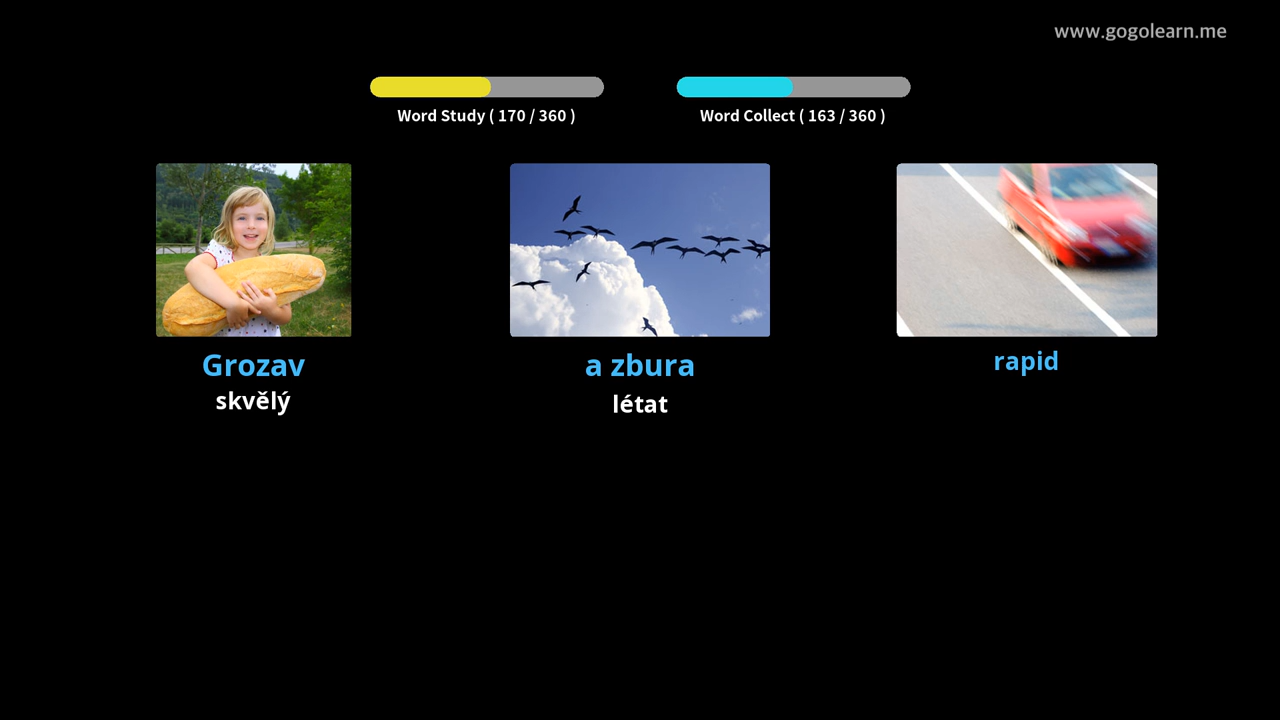 www.gogolearn.me
Word Study ( 170 / 360 )
Word Collect ( 163 / 360 )
Grozav
skvělý
a zbura
létat
rapid